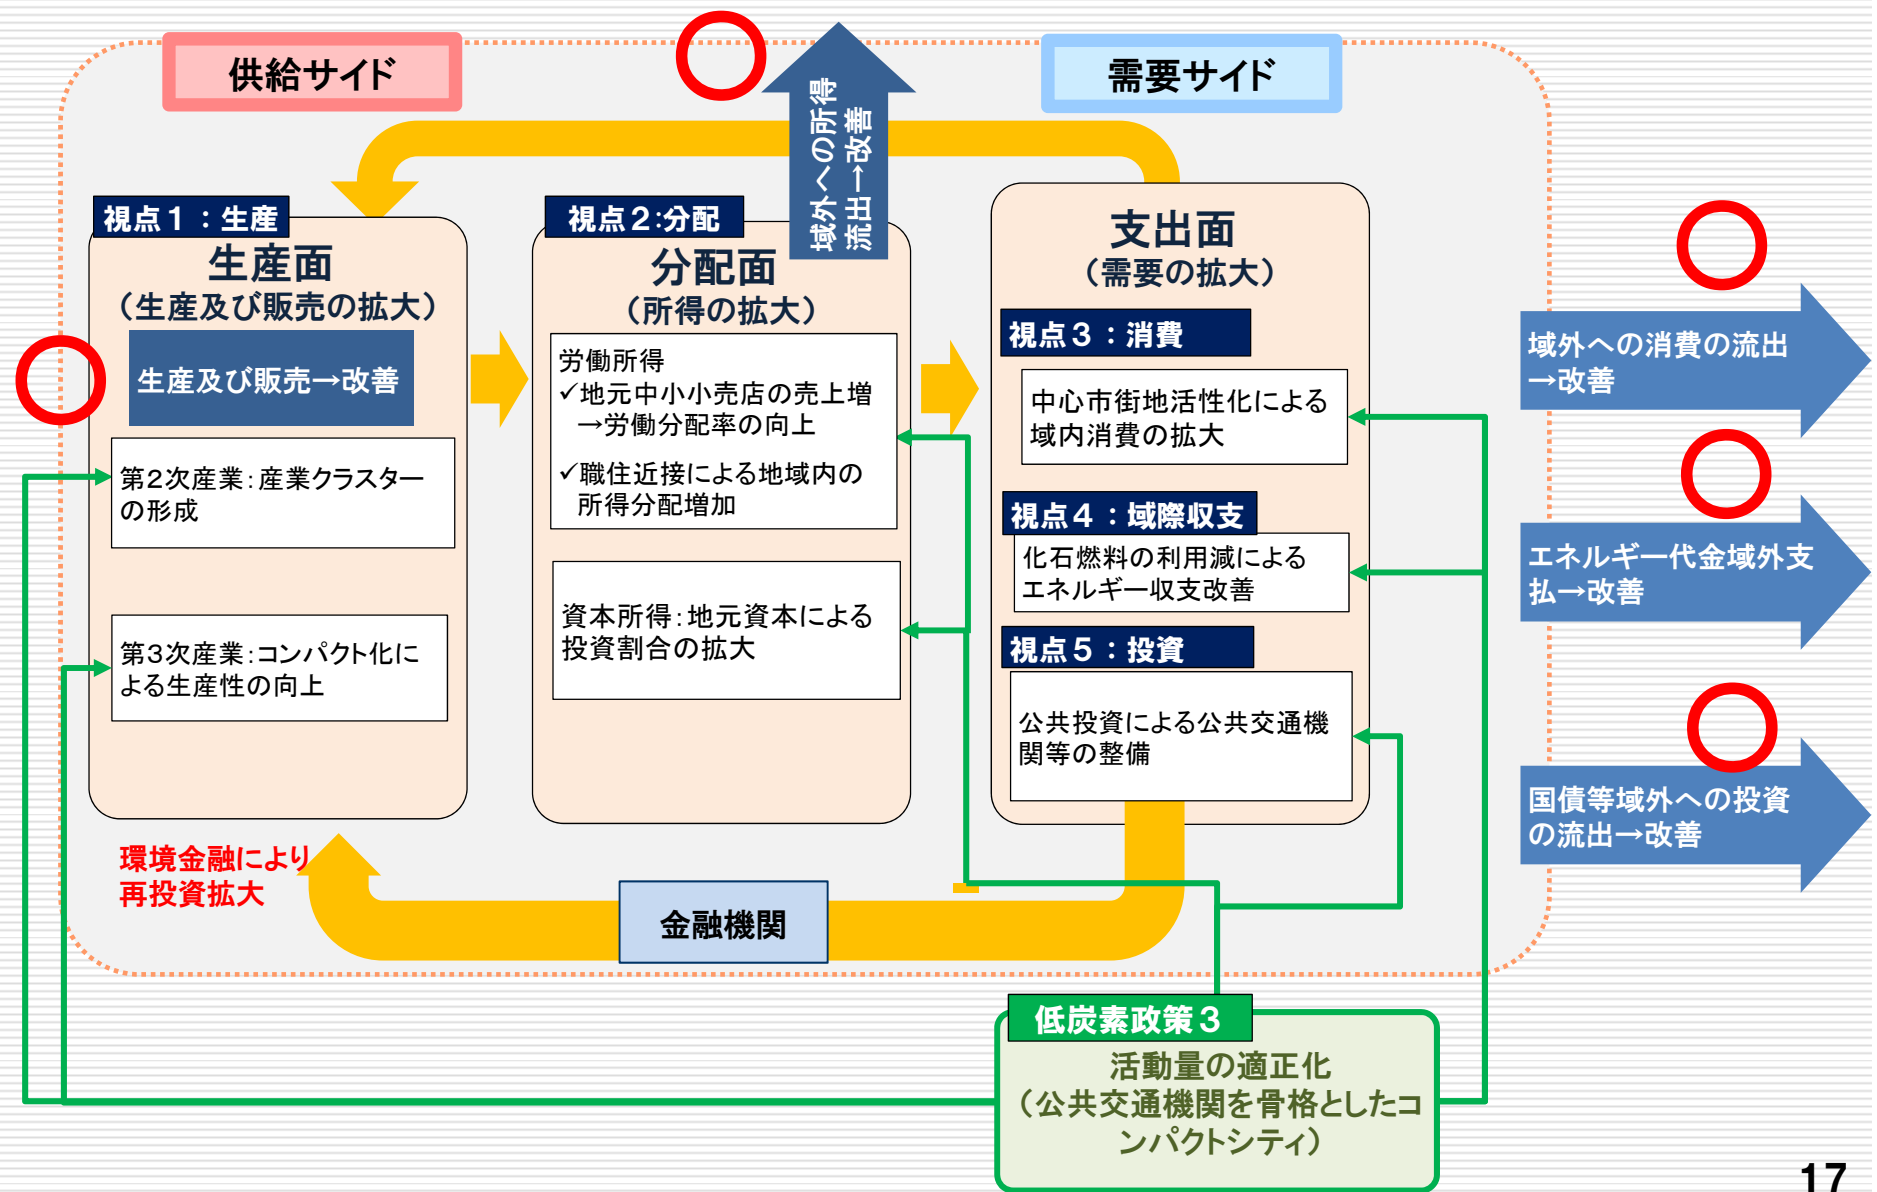 供給サイド
需要サイド
域外への所得
流出→改善
視点１：生産
生産面
（生産及び販売の拡大）
生産及び販売→改善
第２次産業：産業クラスター
の形成
第３次産業：コンパクト化に
よる生産性の向上
視点２:分配
分配面
（所得の拡大）
労働所得
✓地元中小小売店の売上増
→労働分配率の向上
✓職住近接による地域内の
所得分配増加
資本所得：地元資本による
投資割合の拡大
支出面
（需要の拡大）
視点３：消費
中心市街地活性化による
域内消費の拡大
視点４：域際収支
化石燃料の利用減による
エネルギー収支改善
視点５：投資
公共投資による公共交通機
関等の整備
域外への消費の流出
→改善
エネルギー代金域外支
払→改善
国債等域外への投資
の流出→改善
環境金融により
再投資拡大
金融機関
低炭素政策３
活動量の適正化
（公共交通機関を骨格としたコ
ンパクトシティ）
17